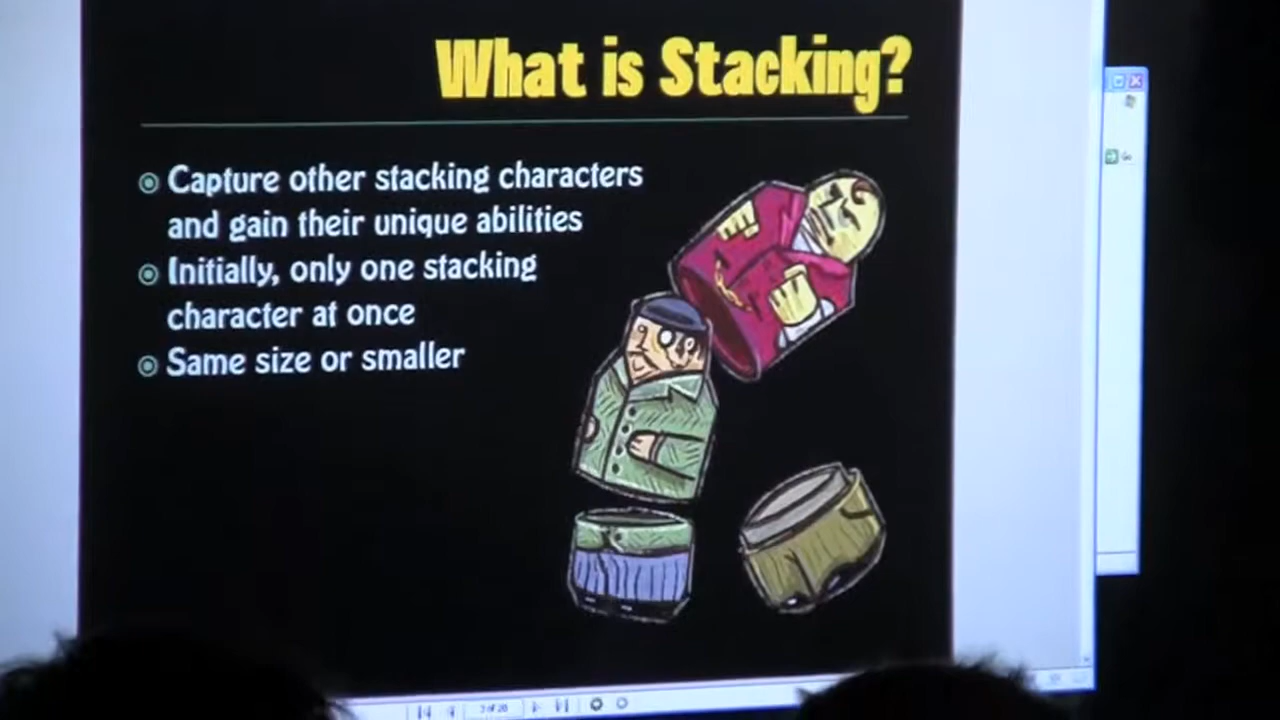 What is Stacking?
Capture other stacking characters
and gain their unique abilities
Initially, only one stacking
character at once
Same size or smaller
Go